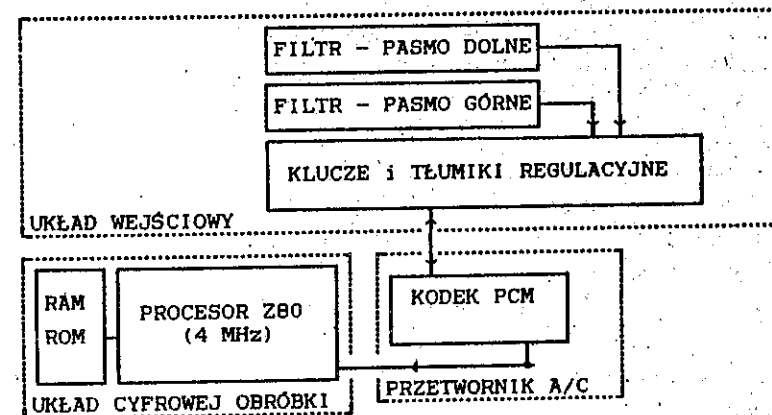 FILTR - PASMO DOLNE
FILTR - PASMO GÓRNE
KLUCZE i TŁUMIKI REGULACYJNE
UKŁAD WEJŚCIOWY
RAM
ROM
PROCESOR Z80
(4 MHz)
UKŁAD CYFROWEJ OBRÓBKI
KODEK PCM
PRZETWORNIK A/C